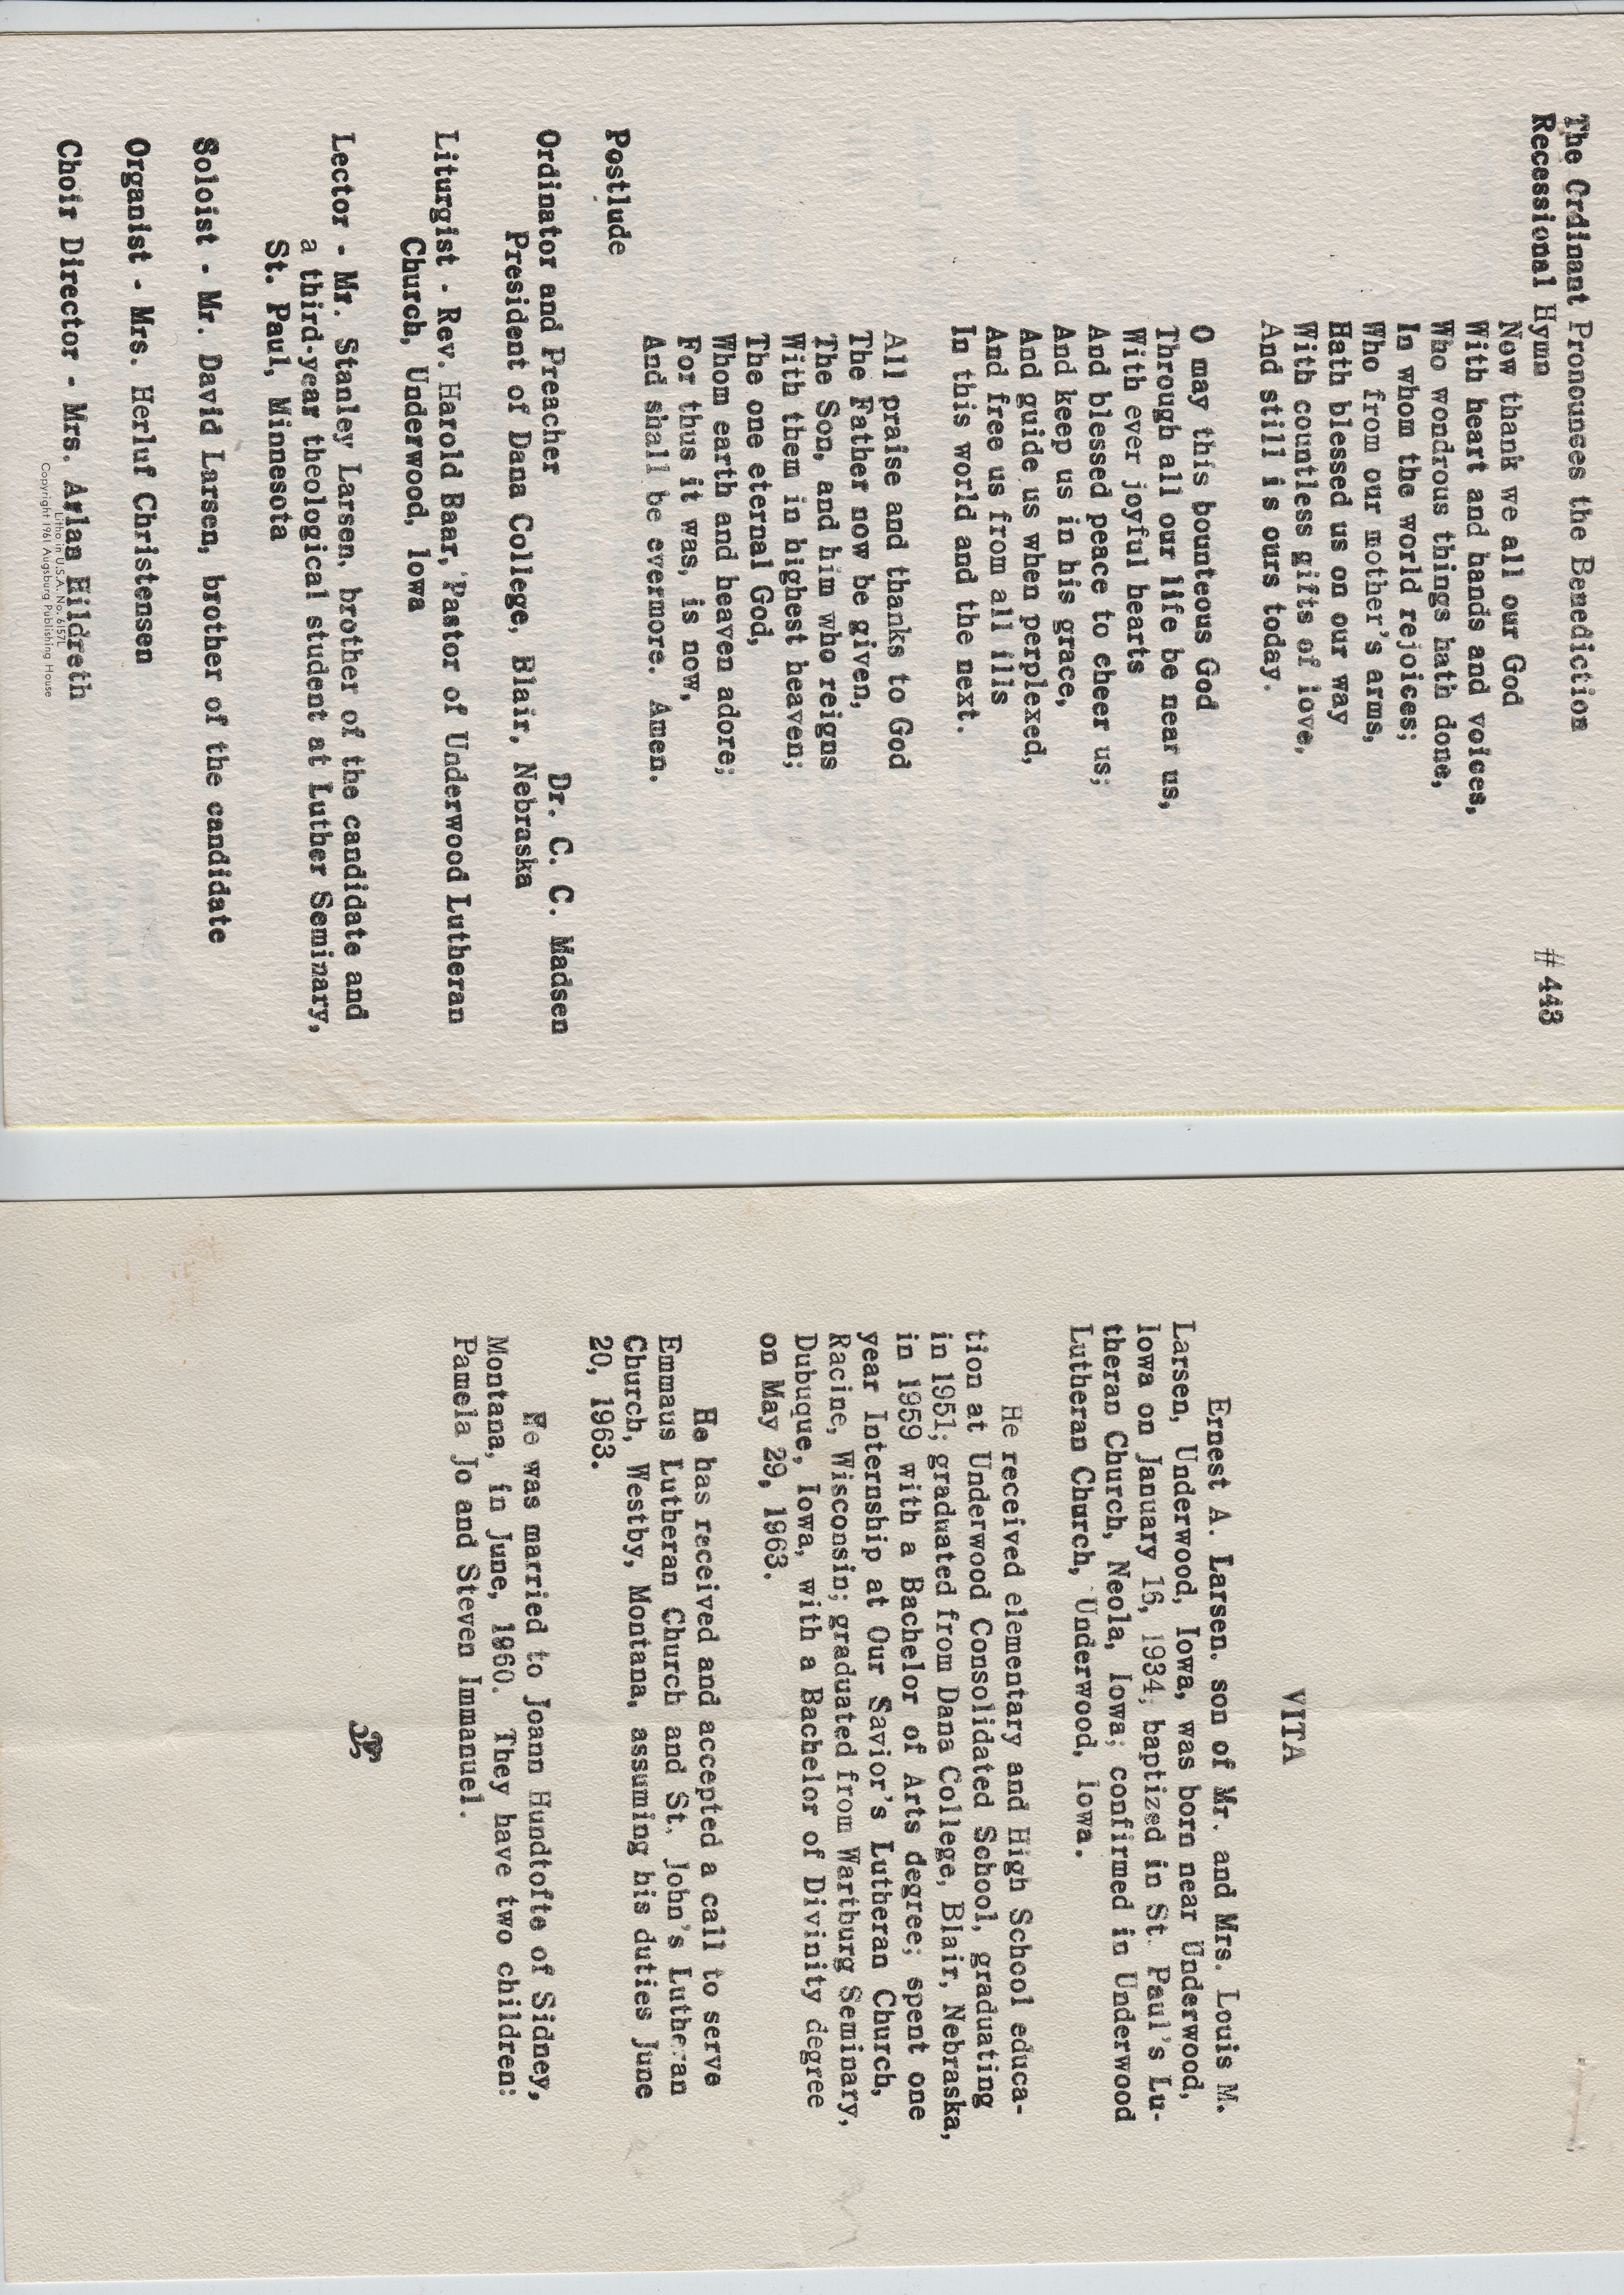 The Ordinant Pronounces the Benediction
Recessional Hymn # 443
Now thank we all our God
With heart and hands and voices,
Who wondrous things hath done,
In whom the world rejoices;
Who from our mother's arms,
Hath blessed us on our way
With countless gifts of love,
And still is ours today.
O may this bounteous God
Through all our life be near us,
With ever joyful hearts
And blessed peace to cheer us;
And keep us in his grace,
And guide us when perplexed,
And free us from all ills
In this world and the next.
All praise and thanks to God
The Father now be given,
The Son, and him who reigns
With them in highest heaven;
The one eternal God,
Whom earth and heaven adore;
For thus it was, is now,
And shall be evermore. Amen.
Postlude
Ordinator and Preacher Dr. C. C. Madsen
President of Dana College, Blair, Nebraska
Liturgist - Rev. Harold Baar, Pastor of Underwood Lutheran
Church, Underwood, Iowa
Lector - Mr. Stanley Larsen, brother of the candidate and
a third-year theological student at Luther Seminary,
St. Paul, Minnesota
Soloist - Mr. David Larsen, brother of the candidate
Organist - Mrs. Herluf Christensen
Choir Director - Mrs. Arlan Hildreth
Litho in U.S.A. No. 6157L
Copyright 1961 Augsburg Publishing House
VITA
Ernest A. Larsen. son of Mr. and Mrs. Louis M.
Larsen, Underwood, Iowa, was born near Underwood,
Iowa on January 16, 1934; baptized in St. Paul's Lu-
theran Church, Neola, Iowa; confirmed in Underwood
Lutheran Church, Underwood, Iowa.
He received elementary and High School educa-
tion at Underwood Consolidated School, graduating
in 1951; graduated from Dana College, Blair, Nebraska,
in 1959 with a Bachelor of Arts degree; spent one
year Internship at Our Savior's Lutheran Church,
Racine, Wisconsin; graduated from Wartburg Seminary,
Dubuque, Iowa, with a Bachelor of Divinity degree
on May 29, 1963.
He has received and accepted a call to serve
Emmaus Lutheran Church and St. John's Lutheran
Church, Westby, Montana, assuming his duties June
20, 1963.
He was married to Joann Hundtofte of Sidney,
Montana, in June, 1960. They have two children:
Pamela Jo and Steven Immanuel.